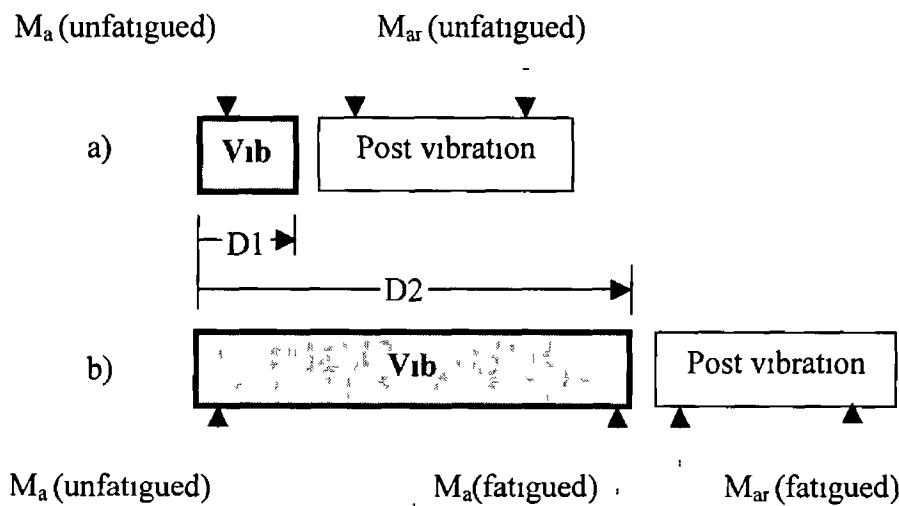 Ma (unfatigued) Mar (unfatigued)
a) Vib Post vibration
D1
D2
b) Vib Post vibration
Ma (unfatigued) Ma(fatigued) Mar (fatigued)